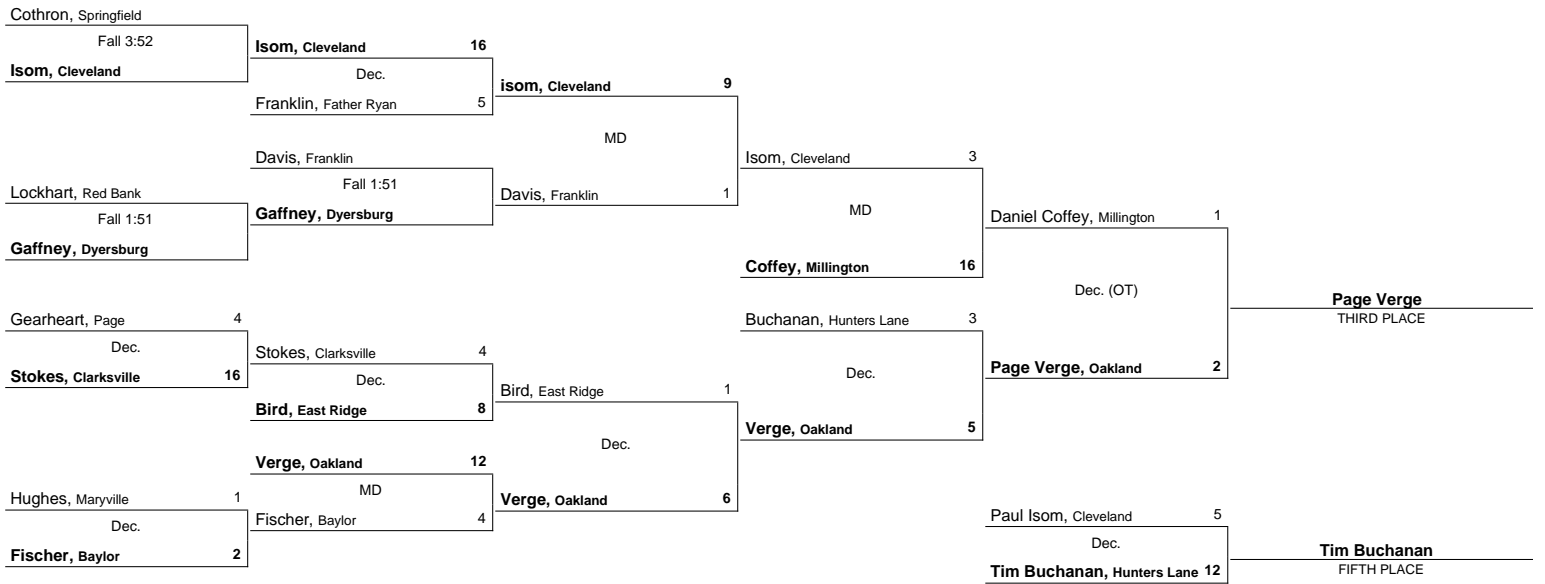 Cothron, Springfield
Fall 3:52
Isom, Cleveland
Isom, Cleveland 16
Dec.
Franklin, Father Ryan 5
isom, Cleveland 9
MD
Davis, Franklin 1
Davis, Franklin
Fall 1:51
Gaffney, Dyersburg
Lockhart, Red Bank
Fall 1:51
Gaffney, Dyersburg
Isom, Cleveland 3
MD
Coffey, Millington 16
Daniel Coffey, Millington 1
Dec. (OT)
Page Verge, Oakland 2
Page Verge
THIRD PLACE
Gearheart, Page 4
Dec.
Stokes, Clarksville 16
Stokes, Clarksville 4
Dec.
Bird, East Ridge 8
Bird, East Ridge 1
Dec.
Verge, Oakland 6
Buchanan, Hunters Lane 3
Dec.
Verge, Oakland 5
Verge, Oakland 12
MD
Fischer, Baylor 4
Hughes, Maryville 1
Dec.
Fischer, Baylor 2
Paul Isom, Cleveland 5
Dec.
Tim Buchanan, Hunters Lane 12
Tim Buchanan
FIFTH PLACE